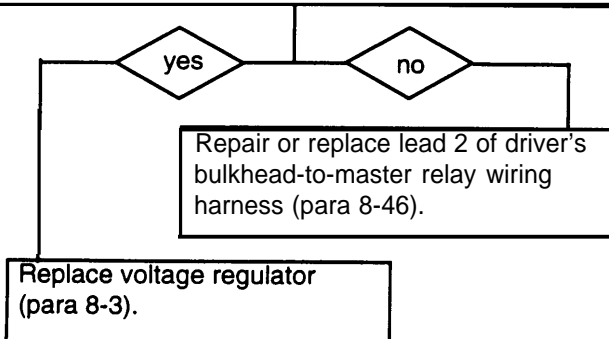 yes
no
Repair or replace lead 2 of driver's
bulkhead-to-master relay wiring
harness (para 8-46).
Replace voltage regulator
(para 8-3).